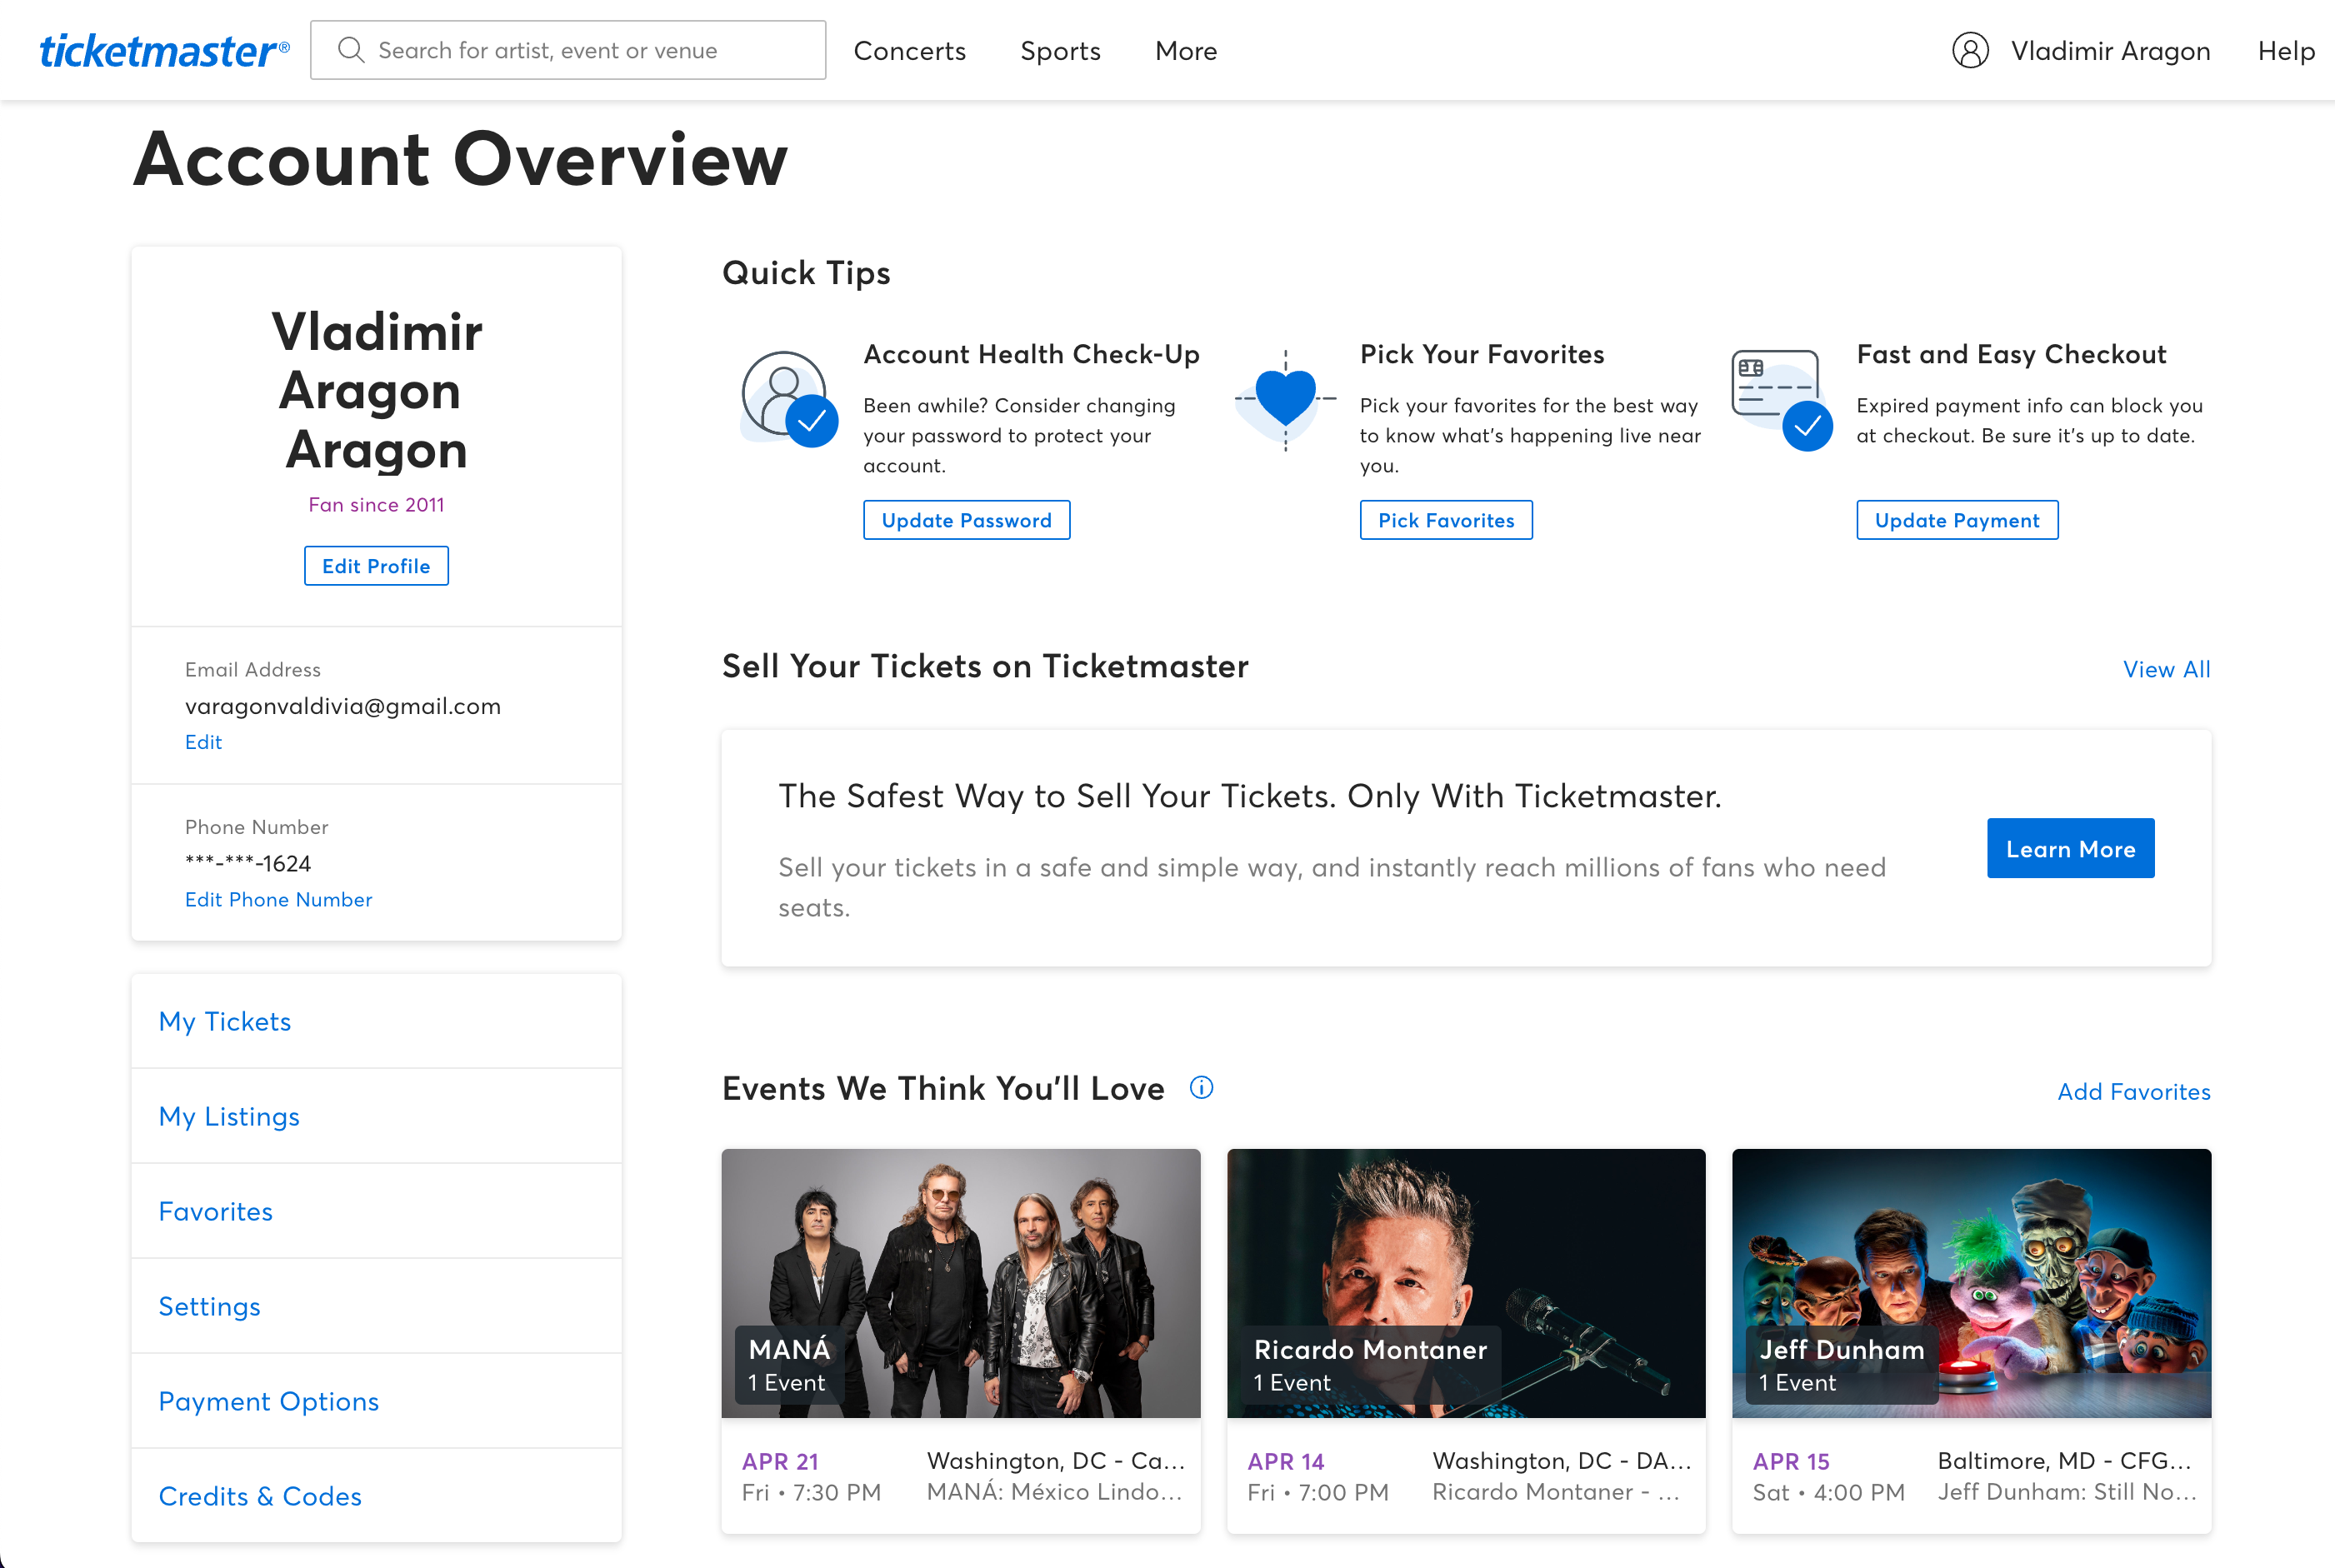 ticketmaster®
Search for artist, event or venue
Concerts
Sports
More
Vladimir Aragon
Help
Account Overview
Vladimir
Aragon
Aragon
Fan since 2011
Edit Profile
Email Address
varagonvaldivia@gmail.com
Edit
Phone Number
***-***-1624
Edit Phone Number
My Tickets
My Listings
Favorites
Settings
Payment Options
Credits & Codes
Quick Tips
Account Health Check-Up
Been awhile? Consider changing
your password to protect your
account.
Update Password
Pick Your Favorites
Pick your favorites for the best way
to know what's happening live near
you.
Pick Favorites
Fast and Easy Checkout
Expired payment info can block you
at checkout. Be sure it's up to date.
Update Payment
Sell Your Tickets on Ticketmaster
View All
The Safest Way to Sell Your Tickets. Only With Ticketmaster.
Sell your tickets in a safe and simple way, and instantly reach millions of fans who need
seats.
Learn More
Events We Think You'll Love
Add Favorites
MANÁ
1 Event
APR 21
Fri • 7:30 PM
Washington, DC - Ca...
MANÁ: México Lindo...
Ricardo Montaner
1 Event
APR 14
Fri • 7:00 PM
Washington, DC - DA...
Ricardo Montaner - ...
Jeff Dunham
1 Event
APR 15
Sat • 4:00 PM
Baltimore, MD - CFG...
Jeff Dunham: Still No...